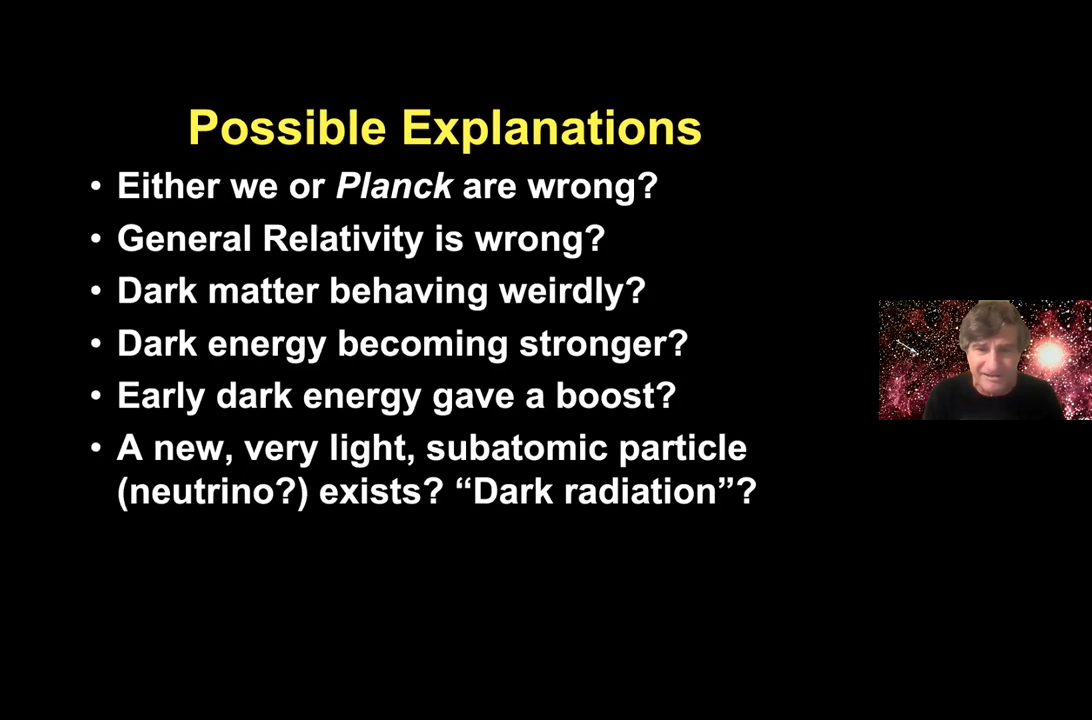 Possible Explanations
• Either we or Planck are wrong?
• General Relativity is wrong?
• Dark matter behaving weirdly?
• Dark energy becoming stronger?
• Early dark energy gave a boost?
• A new, very light, subatomic particle
(neutrino?) exists? “Dark radiation”?